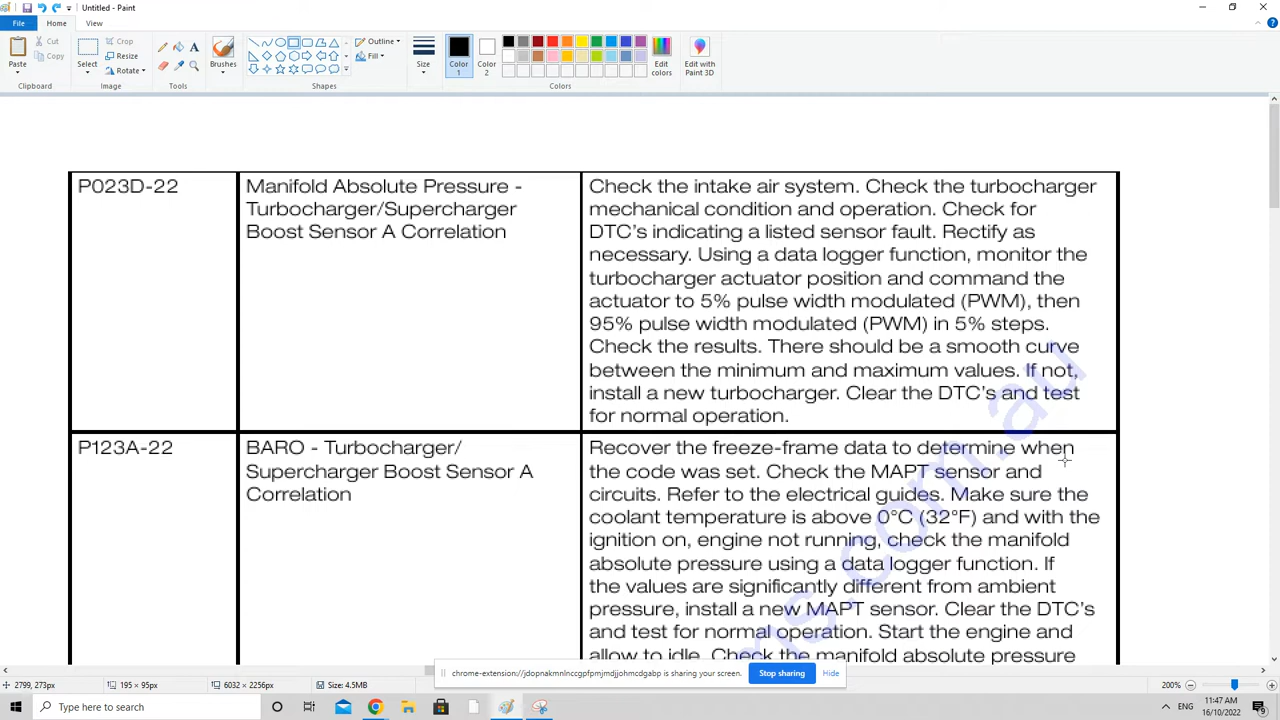 Untitled - Paint
File
Home
View
Paste
Cut
Copy
Clipboard
Select
Crop
Resize
Rotate
Image
Tools
Brushes
Shapes
Outline
Fill
Size
Color 1
Color 2
Edit colors
Colors
Edit with Paint 3D
P023D-22
Manifold Absolute Pressure -
Turbocharger/Supercharger
Boost Sensor A Correlation
Check the intake air system. Check the turbocharger
mechanical condition and operation. Check for
DTC's indicating a listed sensor fault. Rectify as
necessary. Using a data logger function, monitor the
turbocharger actuator position and command the
actuator to 5% pulse width modulated (PWM), then
95% pulse width modulated (PWM) in 5% steps.
Check the results. There should be a smooth curve
between the minimum and maximum values. If not,
install a new turbocharger. Clear the DTC's and test
for normal operation.
P123A-22
BARO - Turbocharger/
Supercharger Boost Sensor A
Correlation
Recover the freeze-frame data to determine when
the code was set. Check the MAPT sensor and
circuits. Refer to the electrical guides. Make sure the
coolant temperature is above 0°C (32°F) and with the
ignition on, engine not running, check the manifold
absolute pressure using a data logger function. If
the values are significantly different from ambient
pressure, install a new MAPT sensor. Clear the DTC's
and test for normal operation. Start the engine and
allow to idle. Check the manifold absolute pressure
ms.com.au
chrome-extension://jdopnakmnlnccgpfpmjmdjjohmcdgabp is sharing your screen.
Stop sharing
Hide
2799, 273px
195 × 95px
6032 × 2256px
Size: 4.5MB
200%
Type here to search
ENG
11:47 AM
16/10/2022